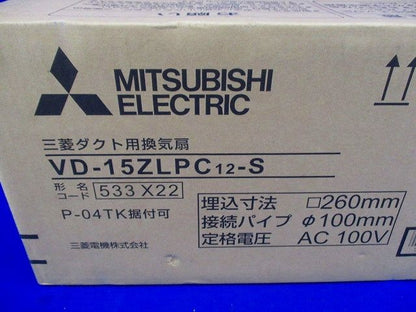 MITSUBISHI
ELECTRIC
三菱ダクト用換気扇
VD-15ZLPC12-S
形名コード 533X22
P-04TK据付可
埋込寸法 □260mm
接続パイプ φ100mm
定格電圧 AC 100V
三菱電機株式会社